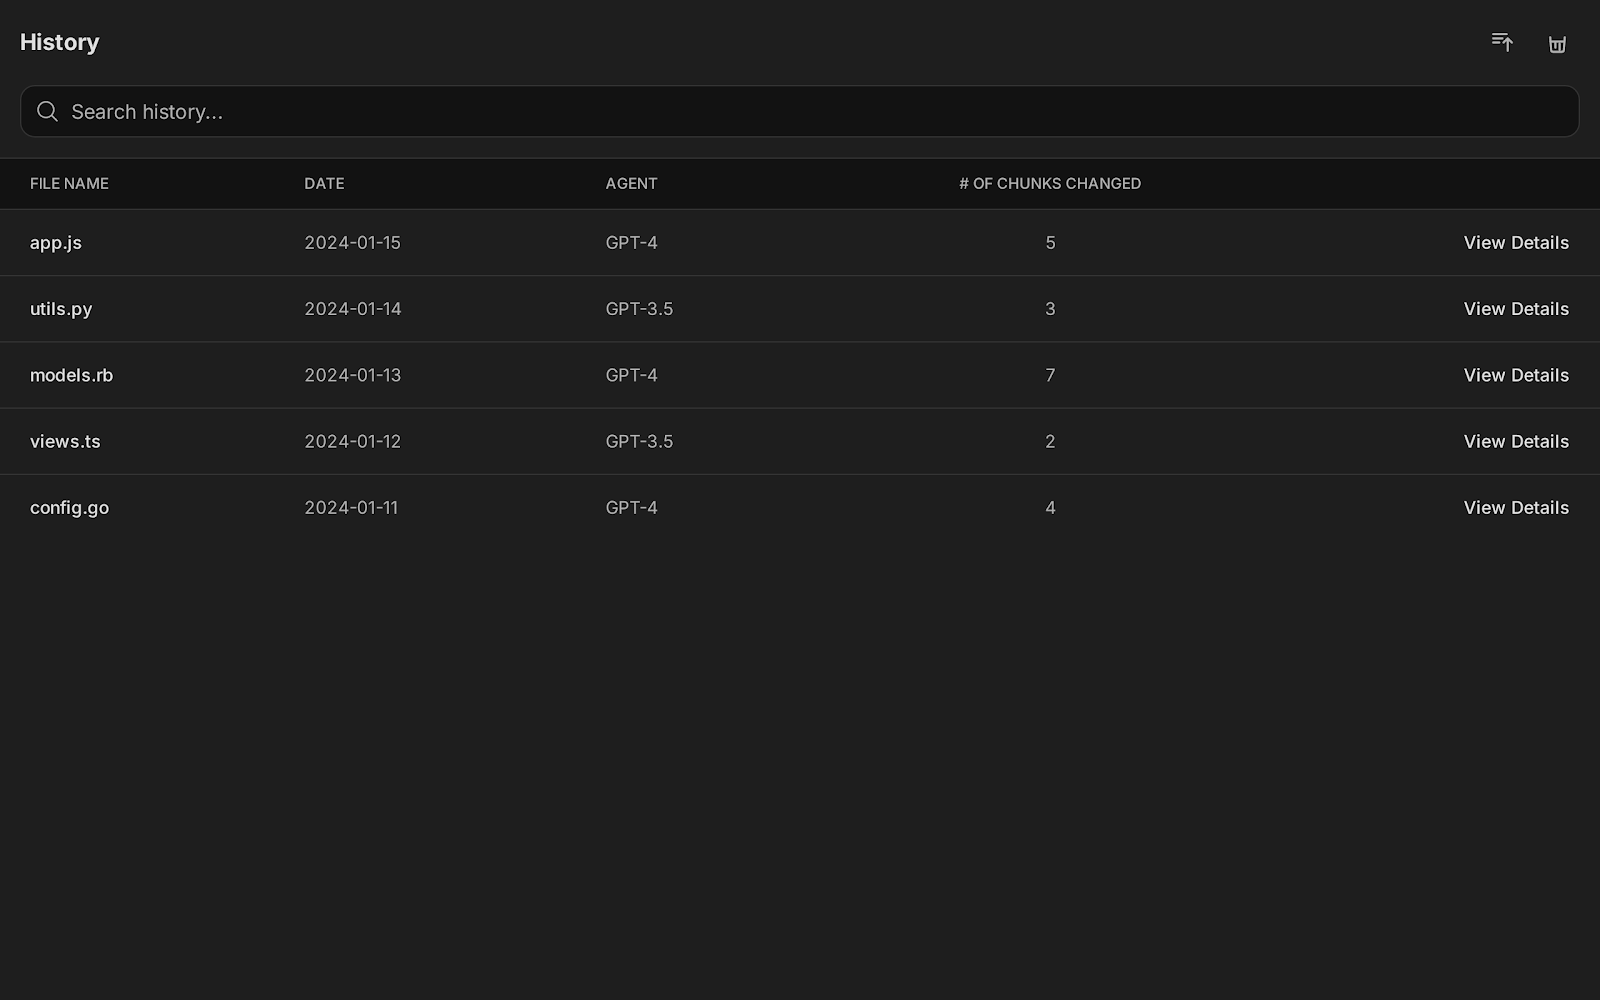 History
Search history...
FILE NAME DATE AGENT # OF CHUNKS CHANGED
app.js 2024-01-15 GPT-4 5 View Details
utils.py 2024-01-14 GPT-3.5 3 View Details
models.rb 2024-01-13 GPT-4 7 View Details
views.ts 2024-01-12 GPT-3.5 2 View Details
config.go 2024-01-11 GPT-4 4 View Details